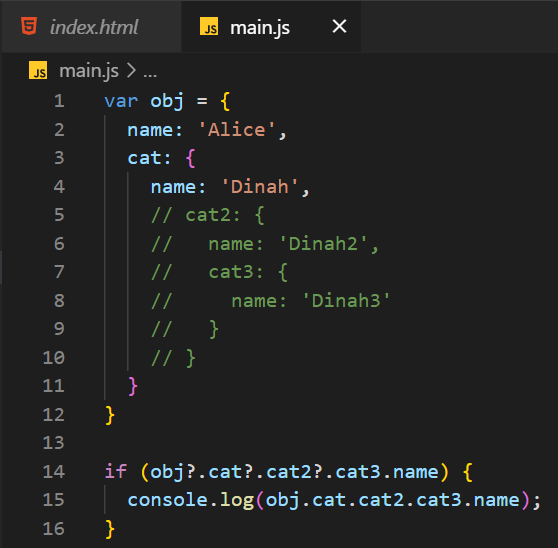 index.html main.js ×
JS main.js > ...
1 var obj = {
2   name: 'Alice',
3   cat: {
4     name: 'Dinah',
5     // cat2: {
6     //   name: 'Dinah2',
7     //   cat3: {
8     //     name: 'Dinah3'
9     //   }
10     // }
11   }
12 }
13
14 if (obj?.cat?.cat2?.cat3.name) {
15   console.log(obj.cat.cat2.cat3.name);
16 }